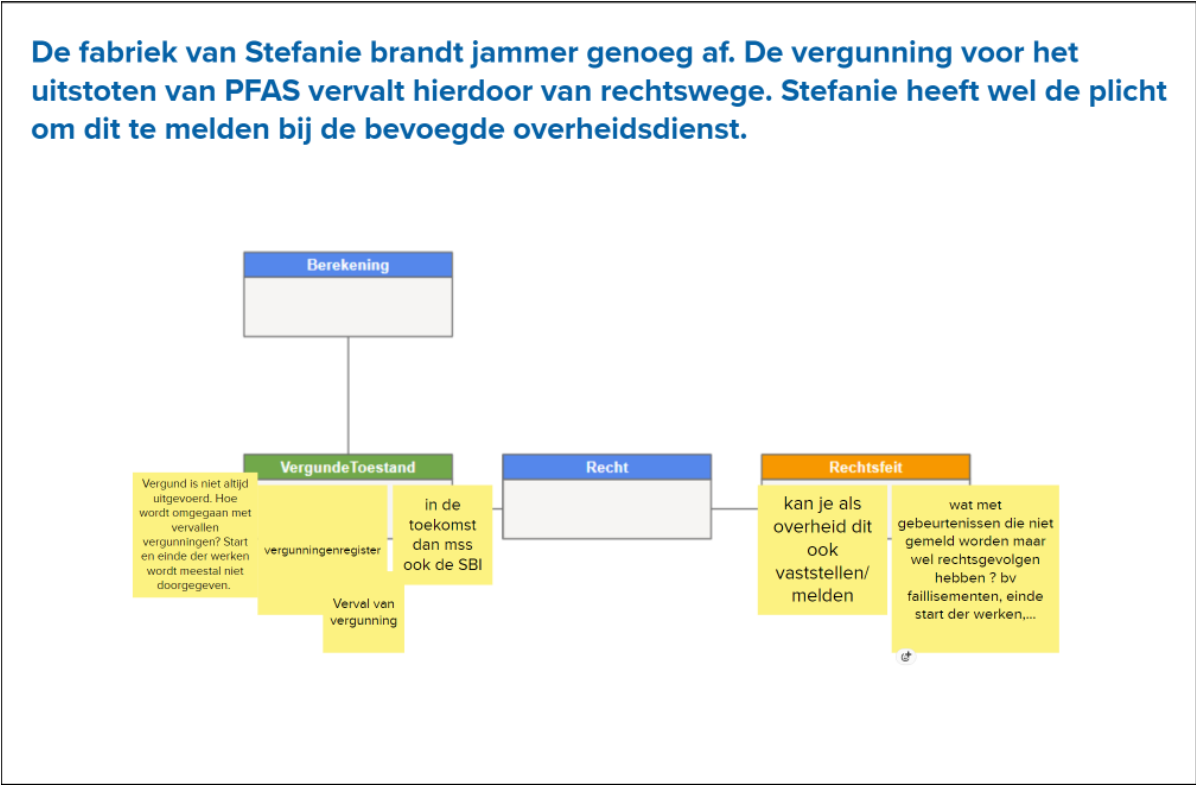 De fabriek van Stefanie brandt jammer genoeg af. De vergunning voor het
uitstoten van PFAS vervalt hierdoor van rechtswege. Stefanie heeft wel de plicht
om dit te melden bij de bevoegde overheidsdienst.
Berekening
VergundeToestand
Recht
Rechtsfeit
Vergund is niet altijd
uitgevoerd. Hoe
wordt omgegaan met
vervallen
vergunningen? Start
en einde der werken
wordt meestal niet
doorgegeven.
vergunningenregister
Verval van
vergunning
in de
toekomst
dan mss
ook de SBI
kan je als
overheid dit
ook
vaststellen/
melden
wat met
gebeurtenissen die niet
gemeld worden maar
wel rechtsgevolgen
hebben ? bv
faillisementen, einde
start der werken,...